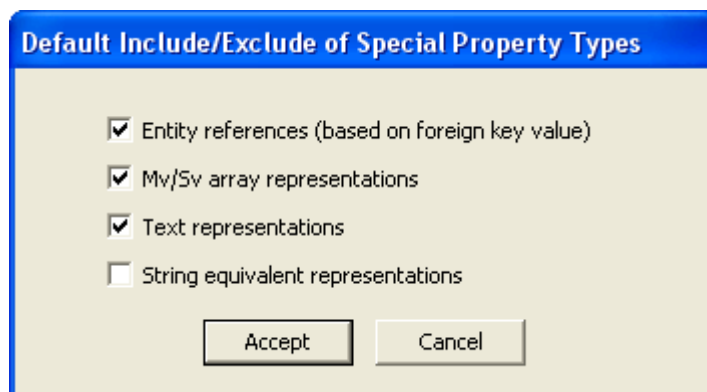 Default Include/Exclude of Special Property Types
Entity references (based on foreign key value)
Mv/Sv array representations
Text representations
String equivalent representations
Accept Cancel